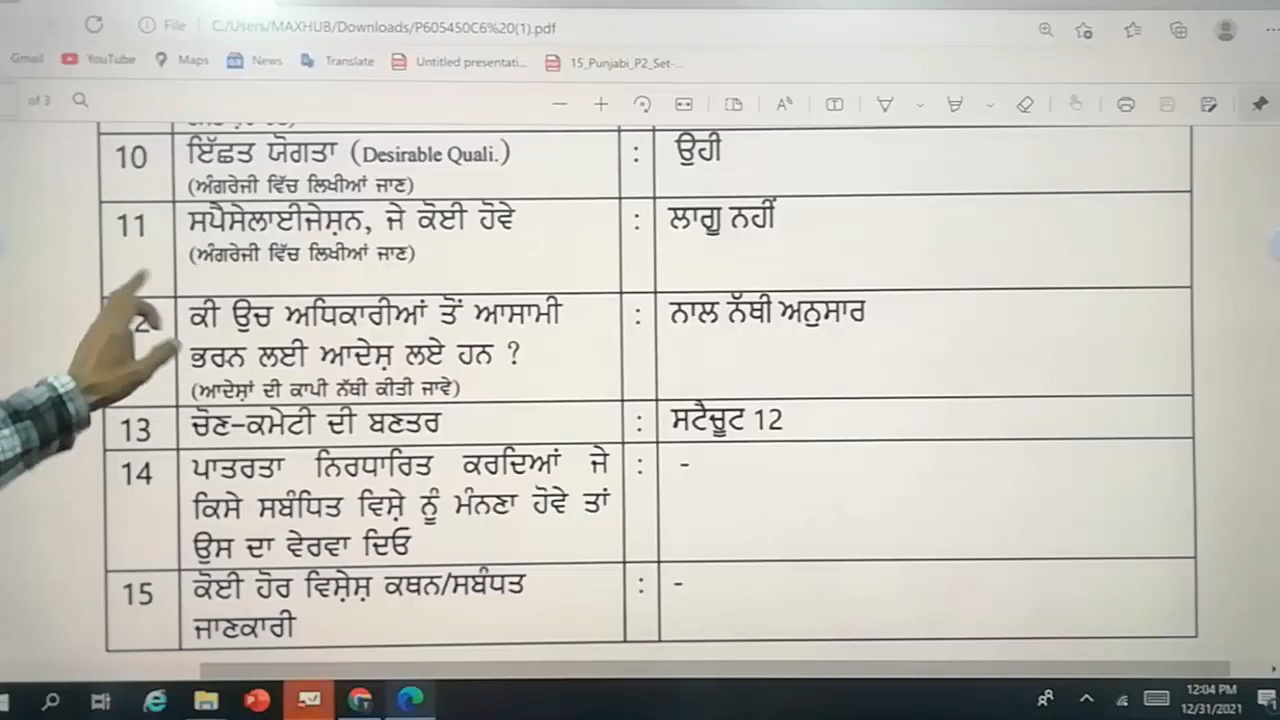 File C:/Users/MAXHUB/Downloads/P605450C6%20(1).pdf
Gmail YouTube Maps News Translate Untitled presentati... 15_Punjabi_P2_Set-...
of 3
10 ਇੱਛਤ ਯੋਗਤਾ (Desirable Quali.) : ਉਹੀ
(ਅੰਗਰੇਜੀ ਵਿੱਚ ਲਿਖੀਆਂ ਜਾਣ)
11 ਸਪੈਸੇਲਾਈਜੇਸ਼ਨ, ਜੇ ਕੋਈ ਹੋਵੇ : ਲਾਗੂ ਨਹੀਂ
(ਅੰਗਰੇਜੀ ਵਿੱਚ ਲਿਖੀਆਂ ਜਾਣ)
2 ਕੀ ਉਚ ਅਧਿਕਾਰੀਆਂ ਤੋਂ ਆਸਾਮੀ : ਨਾਲ ਨੱਥੀ ਅਨੁਸਾਰ
ਭਰਨ ਲਈ ਆਦੇਸ਼ ਲਏ ਹਨ ?
(ਆਦੇਸ਼ਾਂ ਦੀ ਕਾਪੀ ਨੱਥੀ ਕੀਤੀ ਜਾਵੇ)
13 ਚੋਣ-ਕਮੇਟੀ ਦੀ ਬਣਤਰ : ਸਟੈਚੂਟ 12
14 ਪਾਤਰਤਾ ਨਿਰਧਾਰਿਤ ਕਰਦਿਆਂ ਜੇ : -
ਕਿਸੇ ਸਬੰਧਿਤ ਵਿਸ਼ੇ ਨੂੰ ਮੰਨਣਾ ਹੋਵੇ ਤਾਂ
ਉਸ ਦਾ ਵੇਰਵਾ ਦਿਓ
15 ਕੋਈ ਹੋਰ ਵਿਸ਼ੇਸ਼ ਕਥਨ/ਸਬੰਧਤ : -
ਜਾਣਕਾਰੀ
12:04 PM
12/31/2021